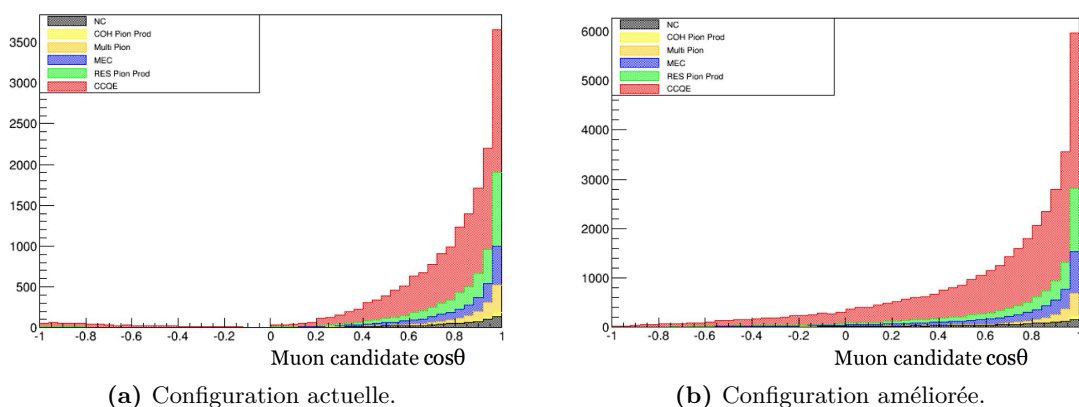 NC
COH Pion Prod
Multi Pion
MEC
RES Pion Prod
CCQE
3500
3000
2500
2000
1500
1000
500
0
-1 -0.8 -0.6 -0.4 -0.2 0 0.2 0.4 0.6 0.8 1
Muon candidate cosθ
(a) Configuration actuelle.
NC
COH Pion Prod
Multi Pion
MEC
RES Pion Prod
CCQE
6000
5000
4000
3000
2000
1000
0
-1 -0.8 -0.6 -0.4 -0.2 0 0.2 0.4 0.6 0.8 1
Muon candidate cosθ
(b) Configuration améliorée.